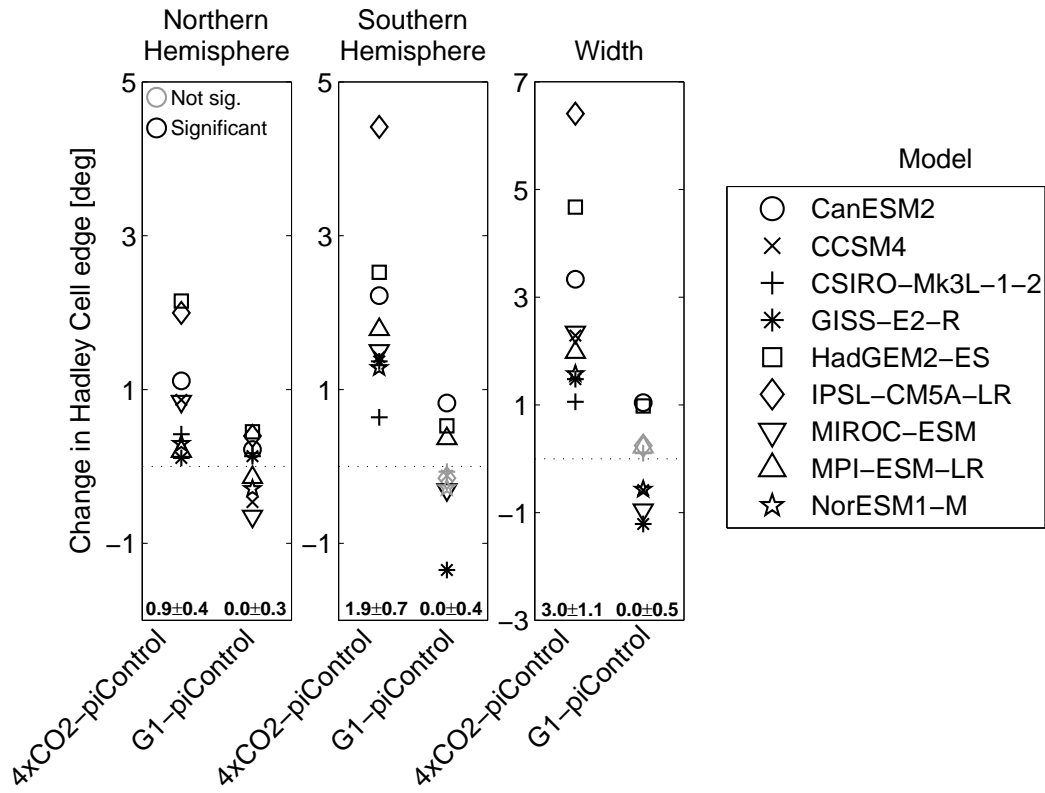 Northern
Hemisphere
Southern
Hemisphere
Width
Change in Hadley Cell edge [deg]
5
3
1
−1
Not sig.
Significant
0.9±0.4 0.0±0.3
4xCO2−piControl
G1−piControl
5
3
1
−1
1.9±0.7 0.0±0.4
4xCO2−piControl
G1−piControl
7
5
3
1
−1
−3
3.0±1.1 0.0±0.5
4xCO2−piControl
G1−piControl
Model
CanESM2
CCSM4
CSIRO−Mk3L−1−2
GISS−E2−R
HadGEM2−ES
IPSL−CM5A−LR
MIROC−ESM
MPI−ESM−LR
NorESM1−M